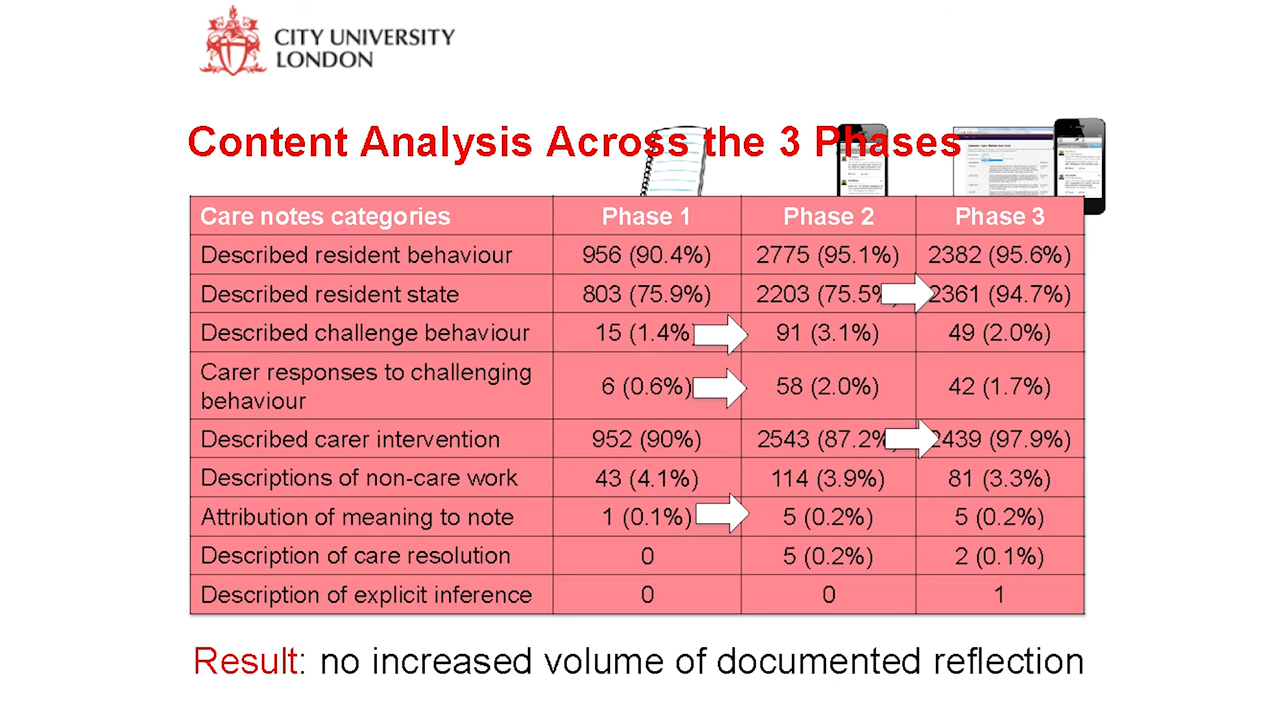 CITY UNIVERSITY
LONDON
Content Analysis Across the 3 Phases
Care notes categories Phase 1 Phase 2 Phase 3
Described resident behaviour 956 (90.4%) 2775 (95.1%) 2382 (95.6%)
Described resident state 803 (75.9%) 2203 (75.5% 2361 (94.7%)
Described challenge behaviour 15 (1.4% 91 (3.1%) 49 (2.0%)
Carer responses to challenging
behaviour 6 (0.6%) 58 (2.0%) 42 (1.7%)
Described carer intervention 952 (90%) 2543 (87.2% 2439 (97.9%)
Descriptions of non-care work 43 (4.1%) 114 (3.9%) 81 (3.3%)
Attribution of meaning to note 1 (0.1%) 5 (0.2%) 5 (0.2%)
Description of care resolution 0 5 (0.2%) 2 (0.1%)
Description of explicit inference 0 0 1
Result: no increased volume of documented reflection